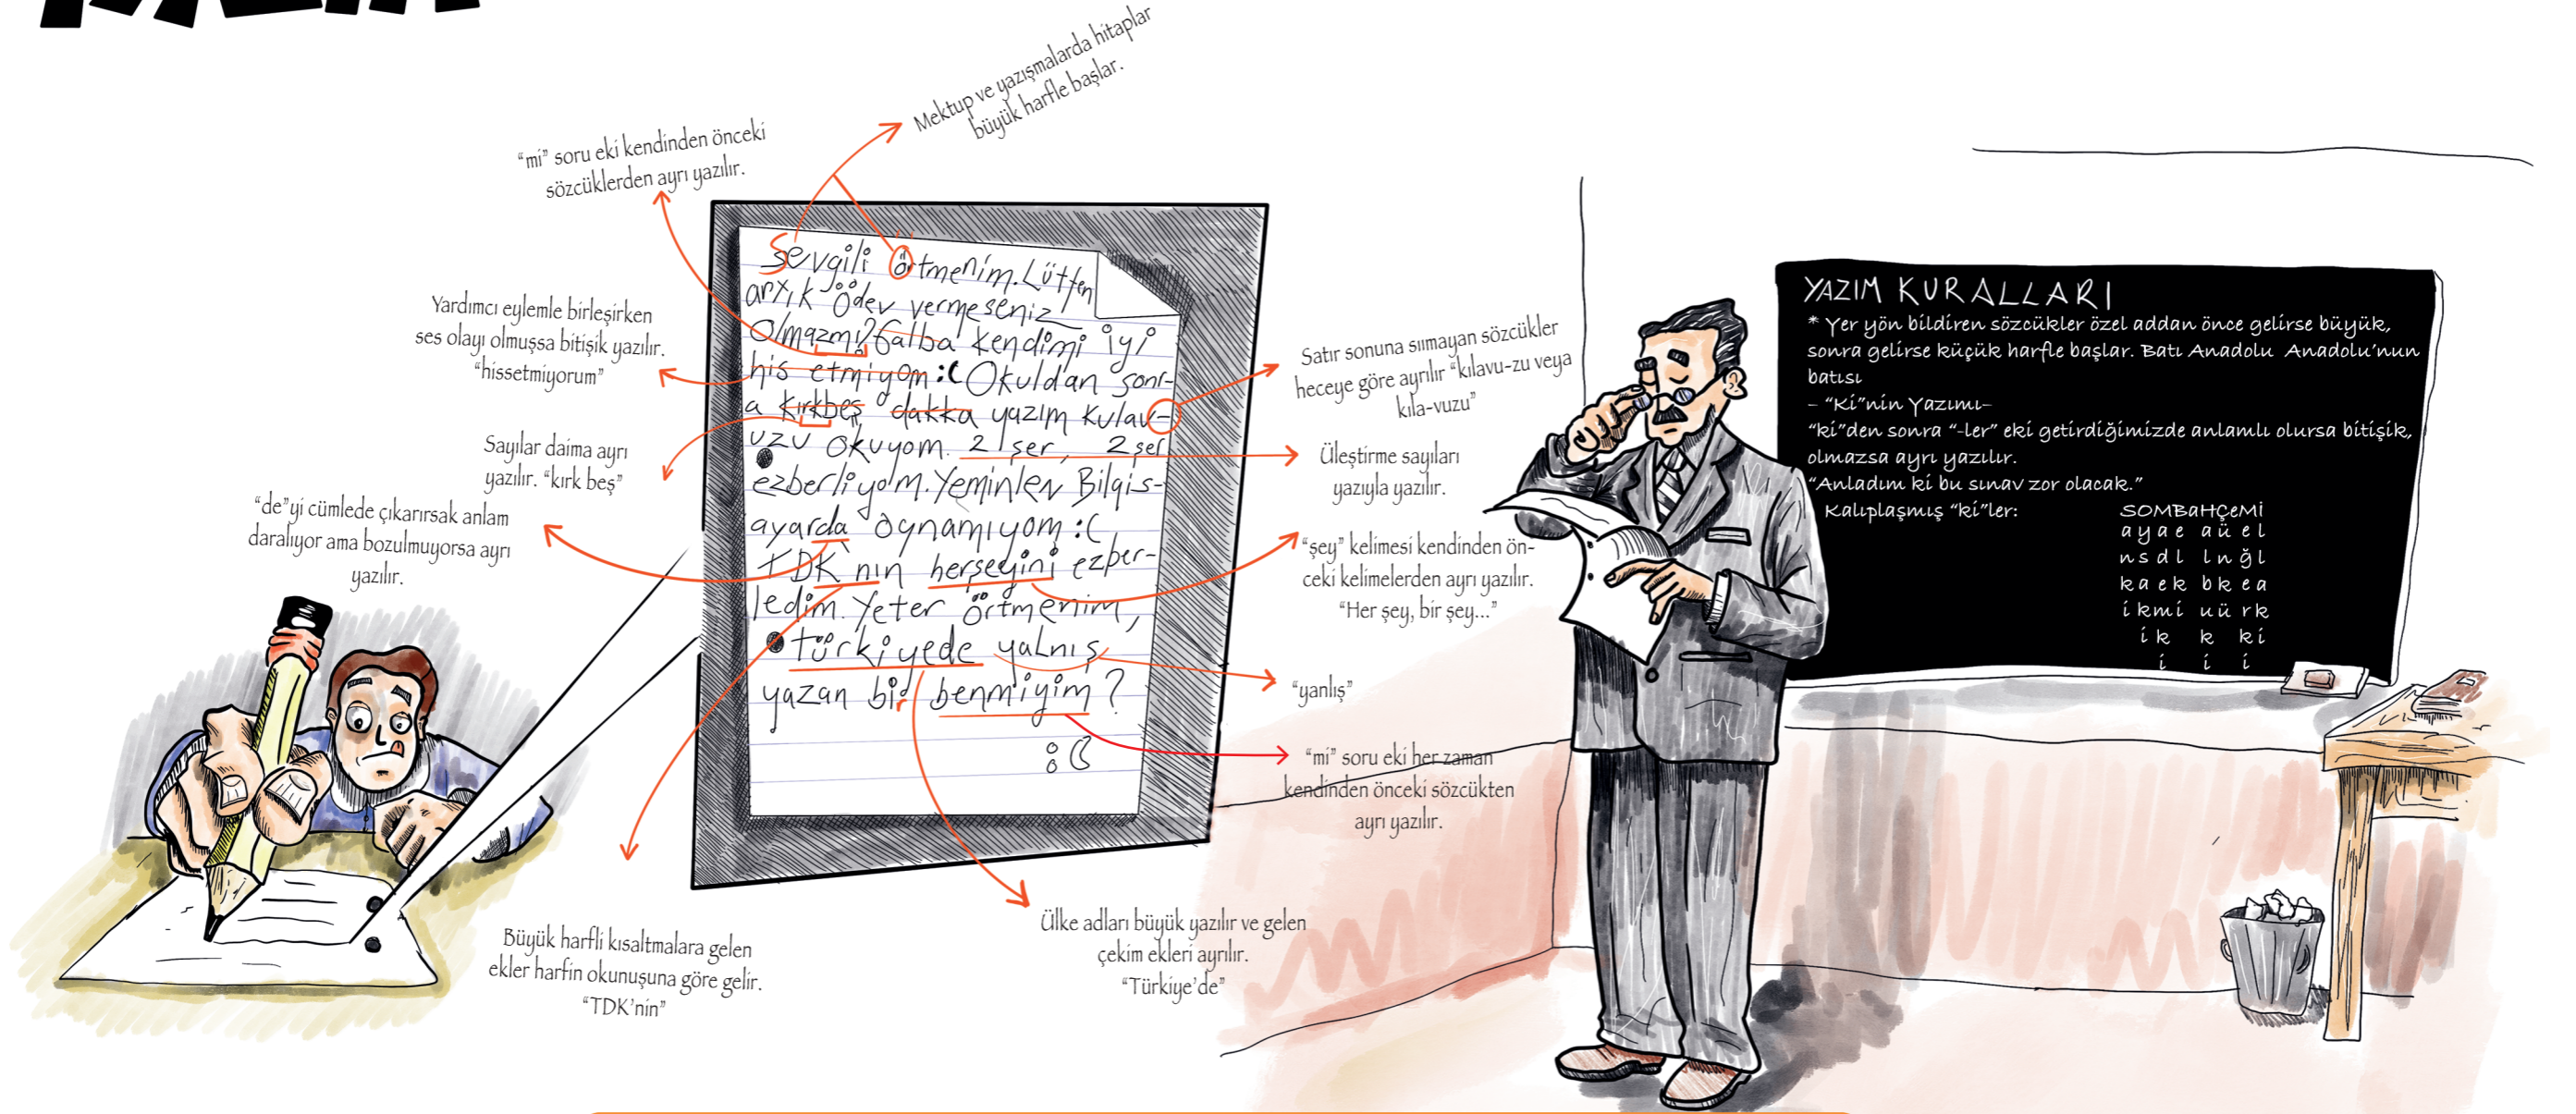 Mektup ve yazışmalarda hitaplar
büyük harfle başlar.
“mi” soru eki kendinden önceki
sözcüklerden ayrı yazılır.
Yardımcı eylemle birleşirken
ses olayı olmuşsa bitişik yazılır.
“hissetmiyorum”
Sayılar daima ayrı
yazılır. “kırk beş”
“de”yi cümlede çıkarırsak anlam
daralıyor ama bozulmuyorsa ayrı
yazılır.
Sevgili örtmenim. Lütfen
artık ödev vermeseniz
olmazmı? Galba kendimi iyi
his etmiyom :( Okuldan sonr-
a kırkbeş dakka yazım kulav-
uzu okuyom. 2 şer, 2 şer
ezberliyolm. Yeminlen Bilgis-
ayarda oynamıyom :(
TDK'nın herşeyini ezber-
ledim. Yeter örtmenim,
türkiyede yalnış
yazan bir benmiyim?
:(
Satır sonuna sıımayan sözcükler
heceye göre ayrılır “kılavu-zu veya
kıla-vuzu”
Üleştirme sayıları
yazıyla yazılır.
“şey” kelimesi kendinden ön-
ceki kelimelerden ayrı yazılır.
“Her şey, bir şey...”
“yanlış”
“mi” soru eki her zaman
kendinden önceki sözcükten
ayrı yazılır.
Büyük harfli kısaltmalara gelen
ekler harfin okunuşuna göre gelir.
“TDK’nin”
Ülke adları büyük yazılır ve gelen
çekim ekleri ayrılır.
“Türkiye’de”
YAZIM KURALLARI
* Yer yön bildiren sözcükler özel addan önce gelirse büyük,
sonra gelirse küçük harfle başlar. Batı Anadolu Anadolu’nun
batısı
– “Ki”nin Yazımı–
“ki”den sonra “-ler” eki getirdiğimizde anlamlı olursa bitişik,
olmazsa ayrı yazılır.
“Anladım ki bu sınav zor olacak.”
Kalıplaşmış “ki”ler: SOMBaHÇeMİ
a y a e a ü e l
n s d l l n ğ l
k a e k b k e a
i k m i u ü r k
i k k k i
i i i